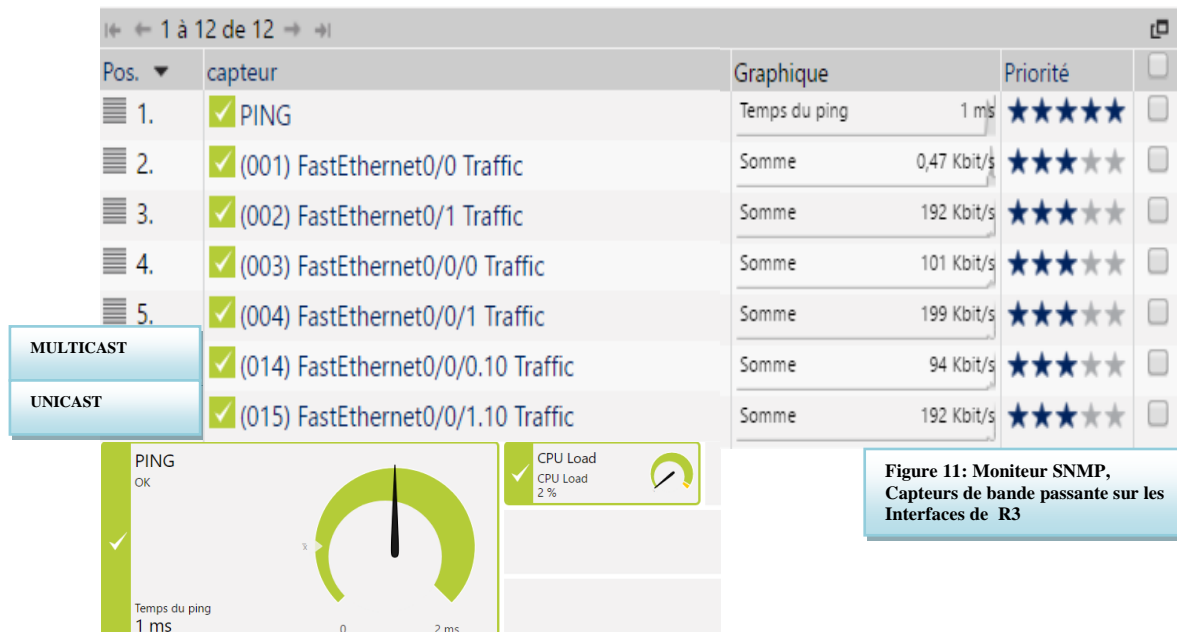 1 à 12 de 12
Pos. capteur Graphique Priorité
1. PING Temps du ping 1 ms
2. (001) FastEthernet0/0 Traffic Somme 0,47 Kbit/s
3. (002) FastEthernet0/1 Traffic Somme 192 Kbit/s
4. (003) FastEthernet0/0/0 Traffic Somme 101 Kbit/s
5. (004) FastEthernet0/0/1 Traffic Somme 199 Kbit/s
MULTICAST (014) FastEthernet0/0/0.10 Traffic Somme 94 Kbit/s
UNICAST (015) FastEthernet0/0/1.10 Traffic Somme 192 Kbit/s
PING
OK
Temps du ping
1 ms
0 2 ms
CPU Load
CPU Load
2 %
Figure 11: Moniteur SNMP,
Capteurs de bande passante sur les
Interfaces de R3